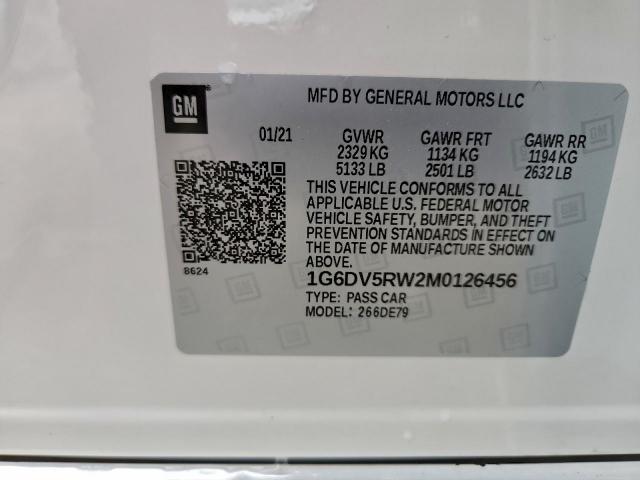 GM
MFD BY GENERAL MOTORS LLC
01/21 GVWR GAWR FRT GAWR RR
2329 KG 1134 KG 1194 KG
5133 LB 2501 LB 2632 LB
THIS VEHICLE CONFORMS TO ALL
APPLICABLE U.S. FEDERAL MOTOR
VEHICLE SAFETY, BUMPER, AND THEFT
PREVENTION STANDARDS IN EFFECT ON
THE DATE OF MANUFACTURE SHOWN
ABOVE.
8624
1G6DV5RW2M0126456
TYPE: PASS CAR
MODEL: 266DE79